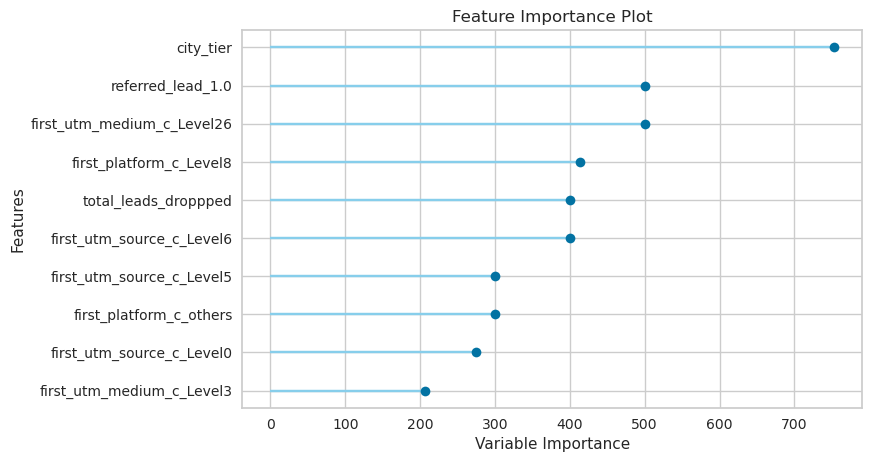 Feature Importance Plot
city_tier
referred_lead_1.0
first_utm_medium_c_Level26
first_platform_c_Level8
total_leads_droppped
first_utm_source_c_Level6
first_utm_source_c_Level5
first_platform_c_others
first_utm_source_c_Level0
first_utm_medium_c_Level3
Features
0 100 200 300 400 500 600 700
Variable Importance